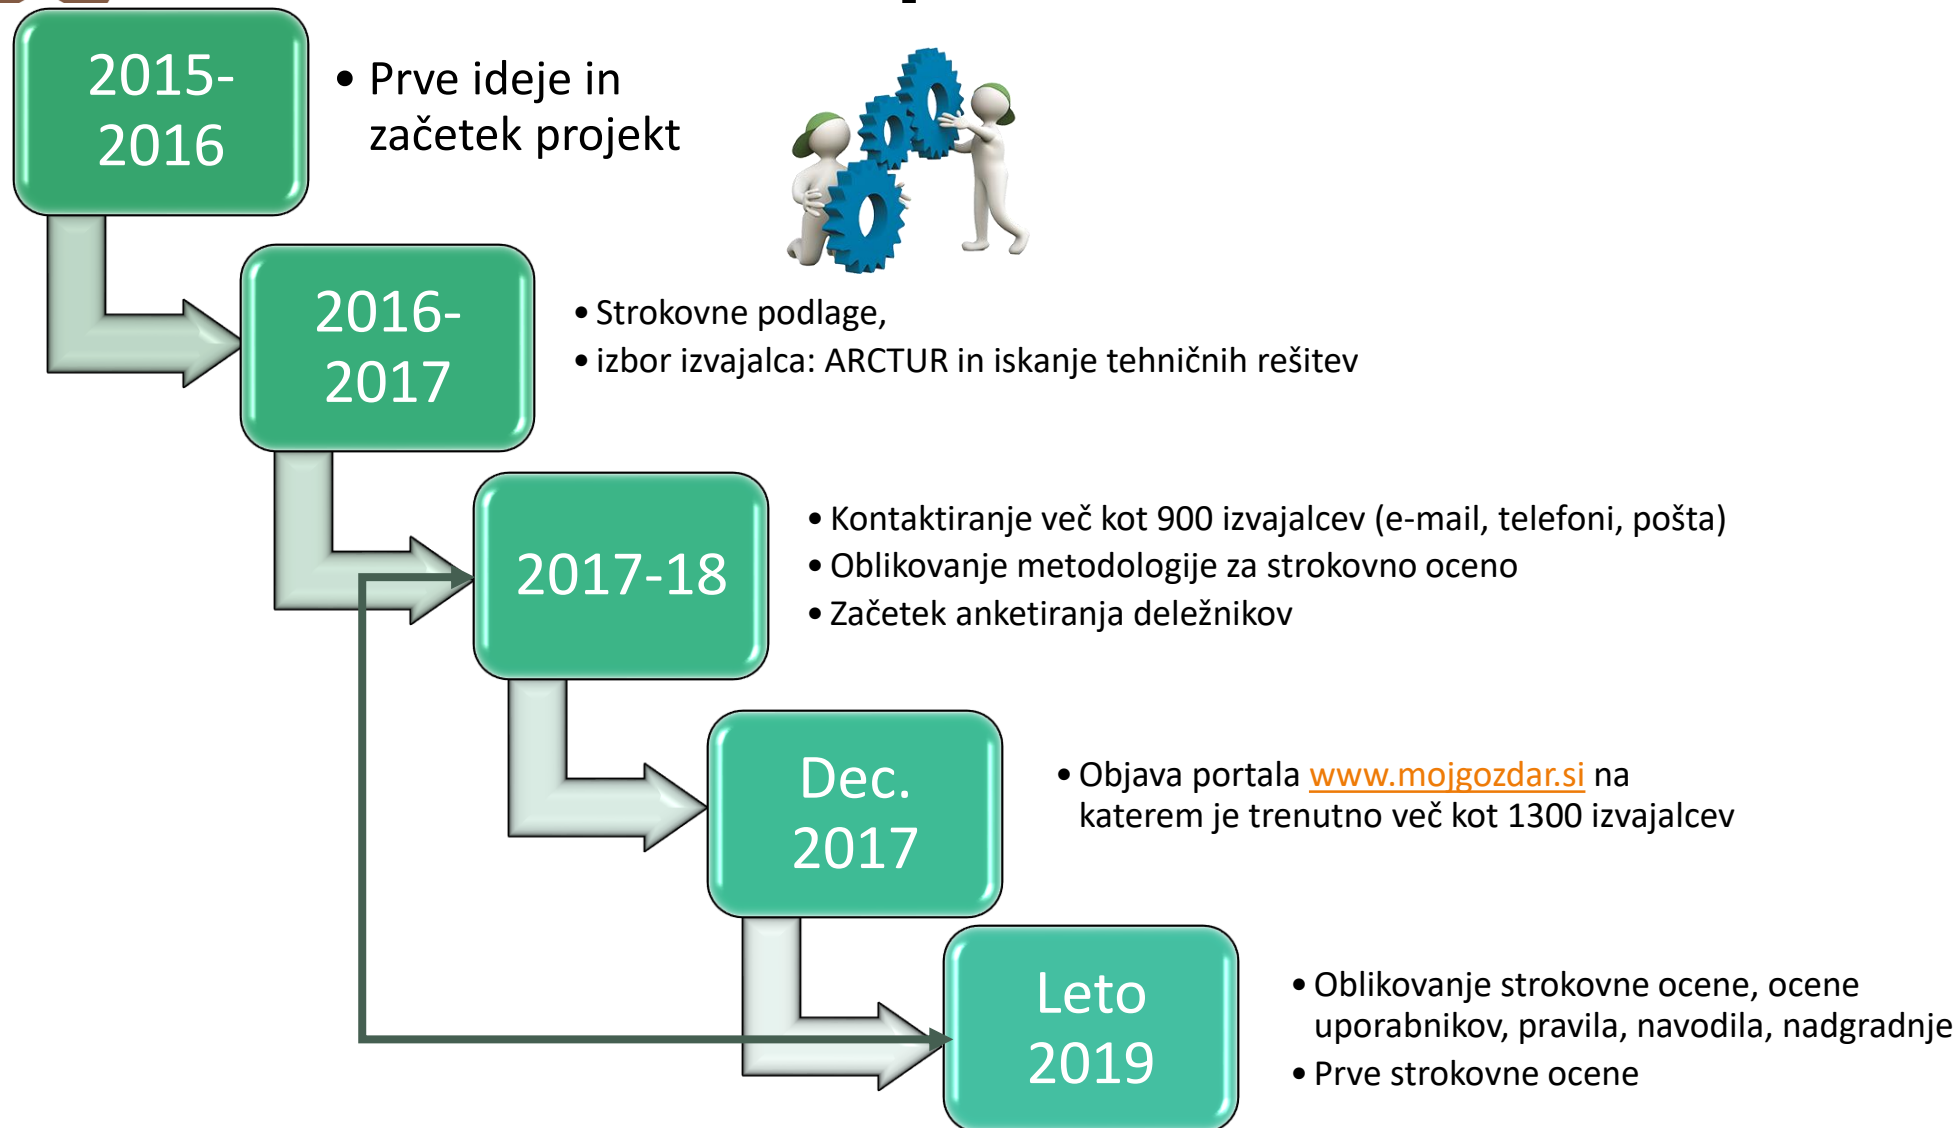 2015-
2016
• Prve ideje in
začetek projekt
2016-
2017
• Strokovne podlage,
• izbor izvajalca: ARCTUR in iskanje tehničnih rešitev
2017-18
• Kontaktiranje več kot 900 izvajalcev (e-mail, telefoni, pošta)
• Oblikovanje metodologije za strokovno oceno
• Začetek anketiranja deležnikov
Dec.
2017
• Objava portala www.mojgozdar.si na
katerem je trenutno več kot 1300 izvajalcev
Leto
2019
• Oblikovanje strokovne ocene, ocene
uporabnikov, pravila, navodila, nadgradnje
• Prve strokovne ocene